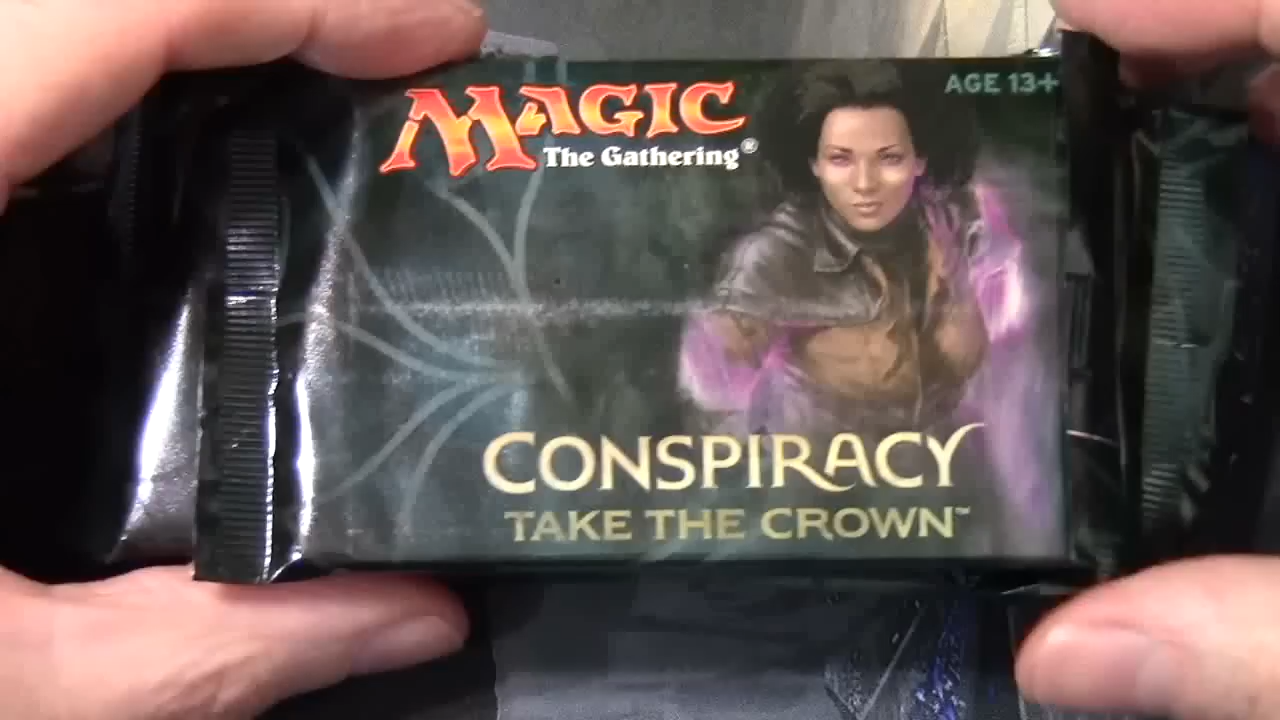 MAGIC
The Gathering®
AGE 13+
CONSPIRACY
TAKE THE CROWN™